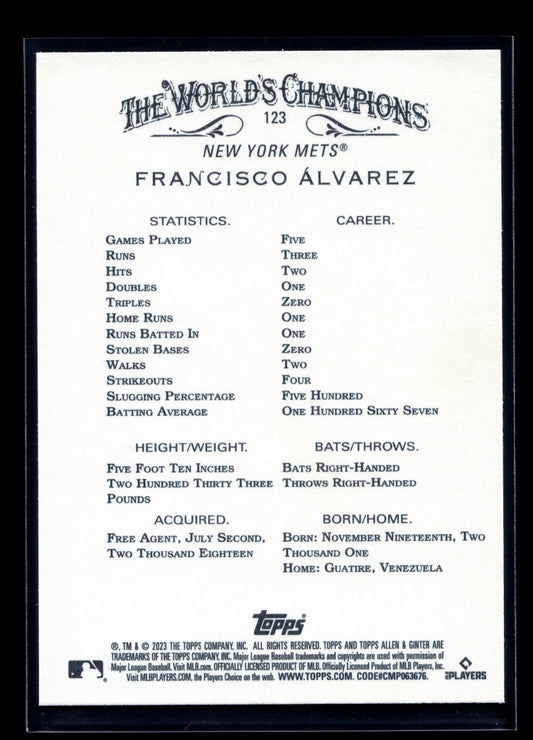 THE WORLD'S CHAMPIONS
123
NEW YORK METS®
FRANCISCO ÁLVAREZ
STATISTICS. CAREER.
GAMES PLAYED FIVE
RUNS THREE
HITS TWO
DOUBLES ONE
TRIPLES ZERO
HOME RUNS ONE
RUNS BATTED IN ONE
STOLEN BASES ZERO
WALKS TWO
STRIKEOUTS FOUR
SLUGGING PERCENTAGE FIVE HUNDRED
BATTING AVERAGE ONE HUNDRED SIXTY SEVEN
HEIGHT/WEIGHT. BATS/THROWS.
FIVE FOOT TEN INCHES BATS RIGHT-HANDED
TWO HUNDRED THIRTY THREE THROWS RIGHT-HANDED
POUNDS
ACQUIRED. BORN/HOME.
FREE AGENT, JULY SECOND, BORN: NOVEMBER NINETEENTH, TWO
TWO THOUSAND EIGHTEEN THOUSAND ONE
HOME: GUATIRE, VENEZUELA
topps®
®, TM & © 2023 THE TOPPS COMPANY, INC. ALL RIGHTS RESERVED. TOPPS AND TOPPS ALLEN & GINTER ARE
TRADEMARKS OF THE TOPPS COMPANY, INC. Major League Baseball trademarks and copyrights are used with permission of
Major League Baseball. Visit MLB.com. OFFICIALLY LICENSED PRODUCT OF MLB. Officially Licensed Product of MLB Players, Inc.
Visit MLBPLAYERS.com, the Players Choice on the web. WWW.TOPPS.COM. CODE#CMP063676.
PLAYERS